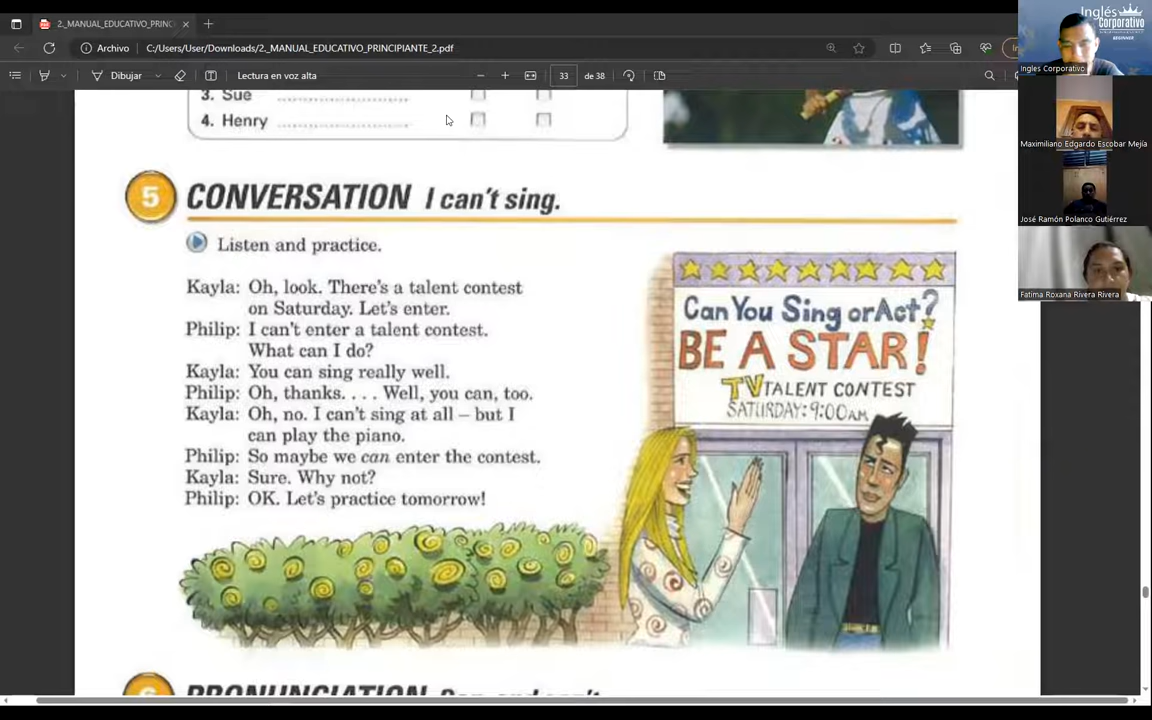 2._MANUAL_EDUCATIVO_PRINC
Archivo
C:/Users/User/Downloads/2._MANUAL_EDUCATIVO_PRINCIPIANTE_2.pdf
Dibujar
Lectura en voz alta
33
de 38
Inglés
Corporativo
BEGINNER
Ingles Corporativo
Maximiliano Edgardo Escobar Mejía
José Ramón Polanco Gutiérrez
Fatima Roxana Rivera Rivera
3. Sue
4. Henry
5 CONVERSATION I can't sing.
Listen and practice.
Kayla: Oh, look. There's a talent contest
on Saturday. Let's enter.
Philip: I can't enter a talent contest.
What can I do?
Kayla: You can sing really well.
Philip: Oh, thanks. . . . Well, you can, too.
Kayla: Oh, no. I can't sing at all – but I
can play the piano.
Philip: So maybe we can enter the contest.
Kayla: Sure. Why not?
Philip: OK. Let's practice tomorrow!
Can You Sing or Act?
BE A STAR!
TV TALENT CONTEST
SATURDAY: 9:00 AM
6 PRONUNCIATION Can and can't